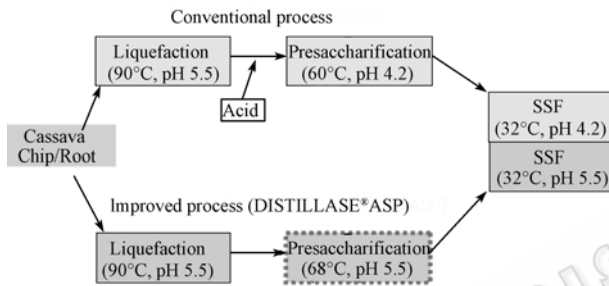 Conventional process
Liquefaction
(90°C, pH 5.5)
Presaccharification
(60°C, pH 4.2)
Acid
SSF
(32°C, pH 4.2)
Cassava
Chip/Root
SSF
(32°C, pH 5.5)
Improved process (DISTILLASE®ASP)
Liquefaction
(90°C, pH 5.5)
Presaccharification
(68°C, pH 5.5)